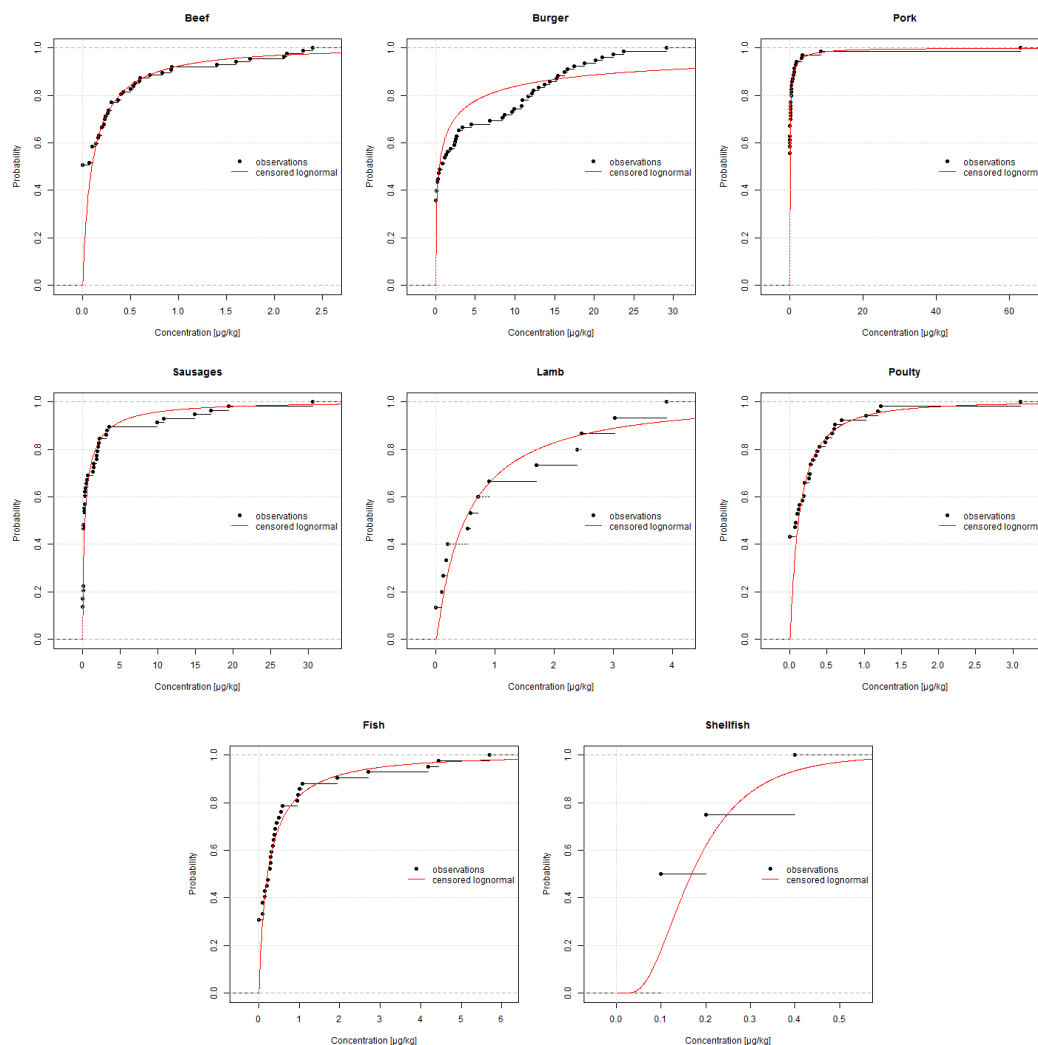 Beef
Probability
0.0 0.2 0.4 0.6 0.8 1.0
observations
censored lognormal
0.0 0.5 1.0 1.5 2.0 2.5
Concentration [µg/kg]
Burger
Probability
0.0 0.2 0.4 0.6 0.8 1.0
observations
censored lognormal
0 5 10 15 20 25 30
Concentration [µg/kg]
Pork
Probability
0.0 0.2 0.4 0.6 0.8 1.0
observations
censored lognormal
0 20 40 60
Concentration [µg/kg]
Sausages
Probability
0.0 0.2 0.4 0.6 0.8 1.0
observations
censored lognormal
0 5 10 15 20 25 30
Concentration [µg/kg]
Lamb
Probability
0.0 0.2 0.4 0.6 0.8 1.0
observations
censored lognormal
0 1 2 3 4
Concentration [µg/kg]
Poulty
Probability
0.0 0.2 0.4 0.6 0.8 1.0
observations
censored lognormal
0.0 0.5 1.0 1.5 2.0 2.5 3.0
Concentration [µg/kg]
Fish
Probability
0.0 0.2 0.4 0.6 0.8 1.0
observations
censored lognormal
0 1 2 3 4 5 6
Concentration [µg/kg]
Shellfish
Probability
0.0 0.2 0.4 0.6 0.8 1.0
observations
censored lognormal
0.0 0.1 0.2 0.3 0.4 0.5
Concentration [µg/kg]